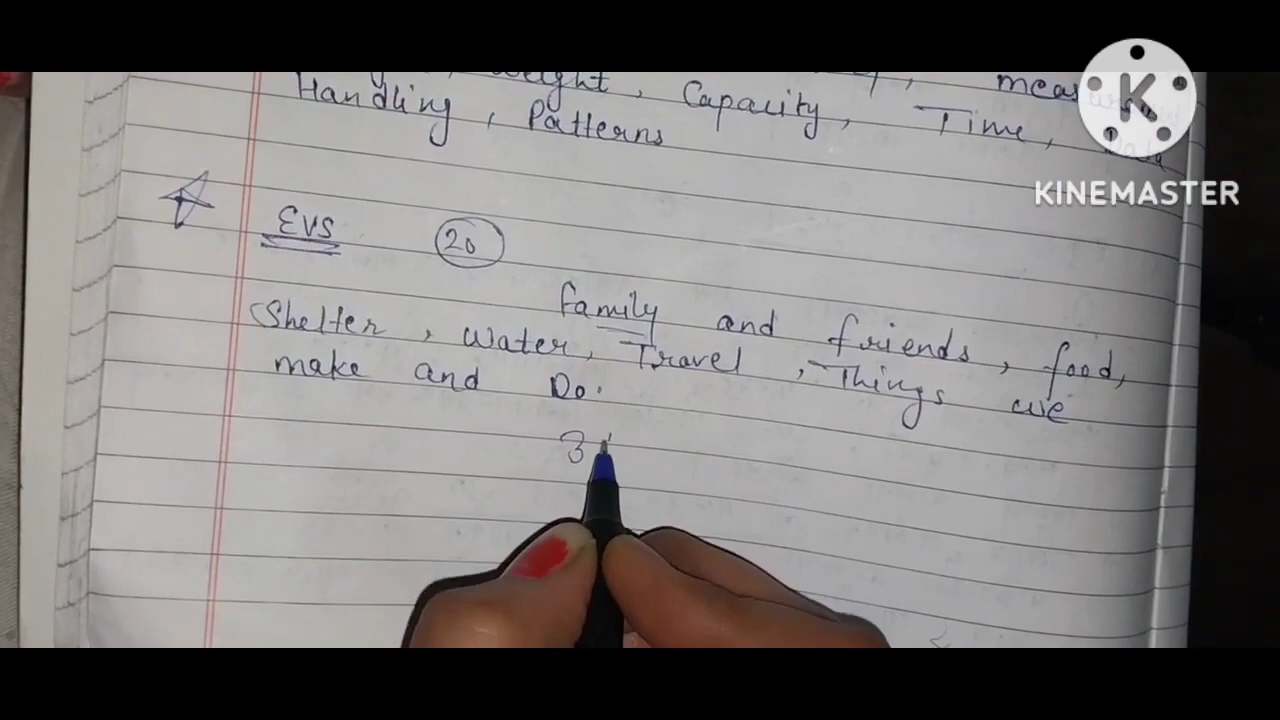 Weight, Capacity, Time,
Handling, Patterns
KINEMASTER
EVS 20
Family and friends, food,
Shelter, Water, Travel, Things we
make and Do.
3